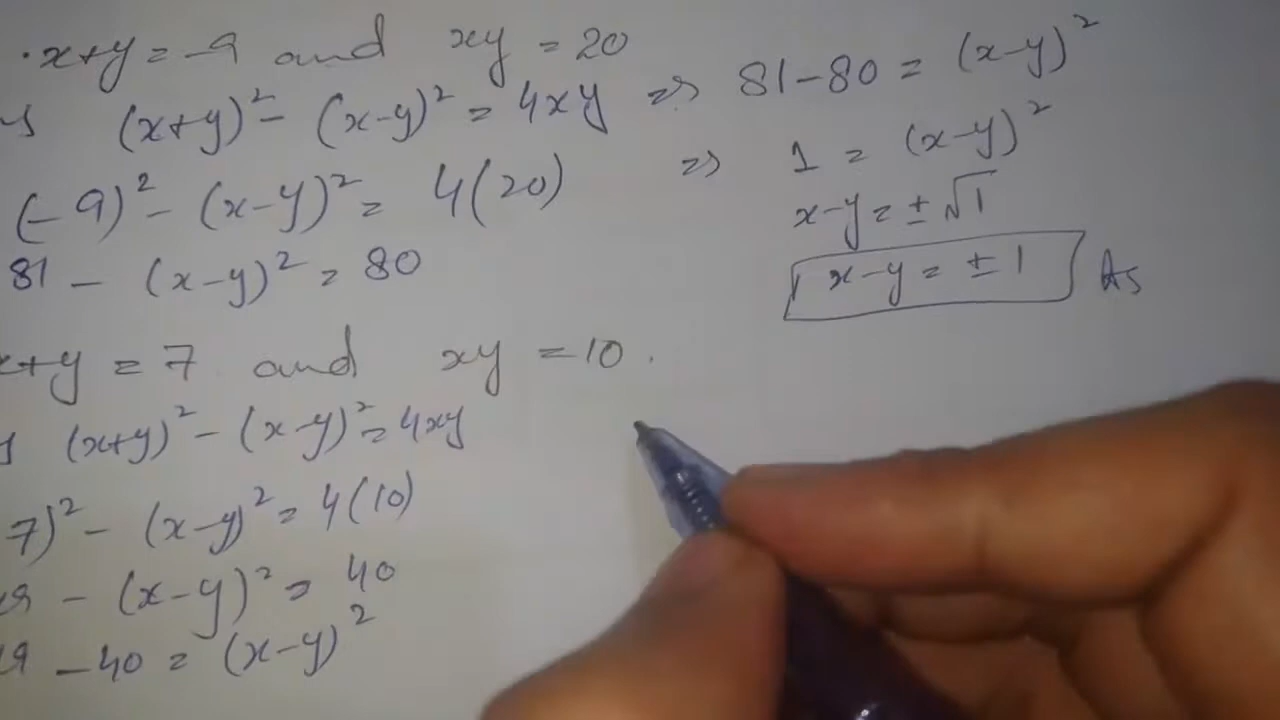 · x+y = -9 and xy = 20
(x+y)² - (x-y)² = 4xy ⇒ 81-80 = (x-y)²
(-9)² - (x-y)² = 4(20) ⇒ 1 = (x-y)²
x-y = ±√1
81 - (x-y)² = 80
x-y = ±1 As
x+y = 7 and xy = 10.
(x+y)² - (x-y)² = 4xy
7)² - (x-y)² = 4(10)
- (x-y)² = 40
-40 = (x-y)²